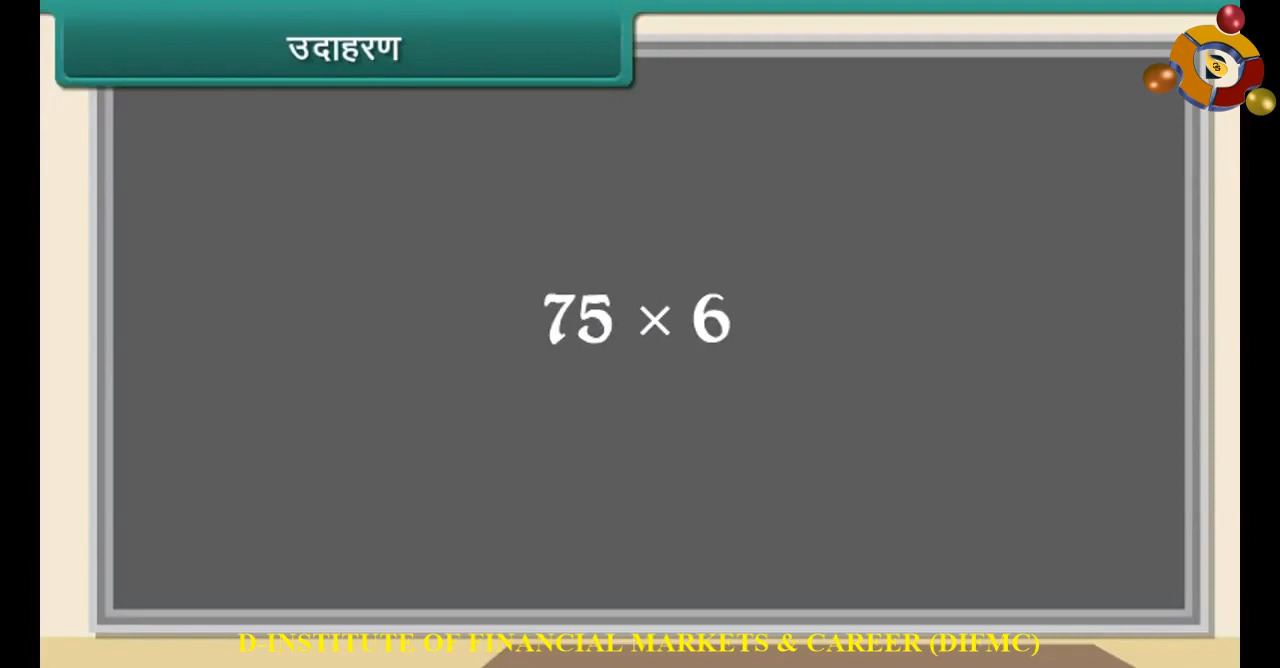 उदाहरण
75 × 6
D-INSTITUTE OF FINANCIAL MARKETS & CAREER (DIFMC)